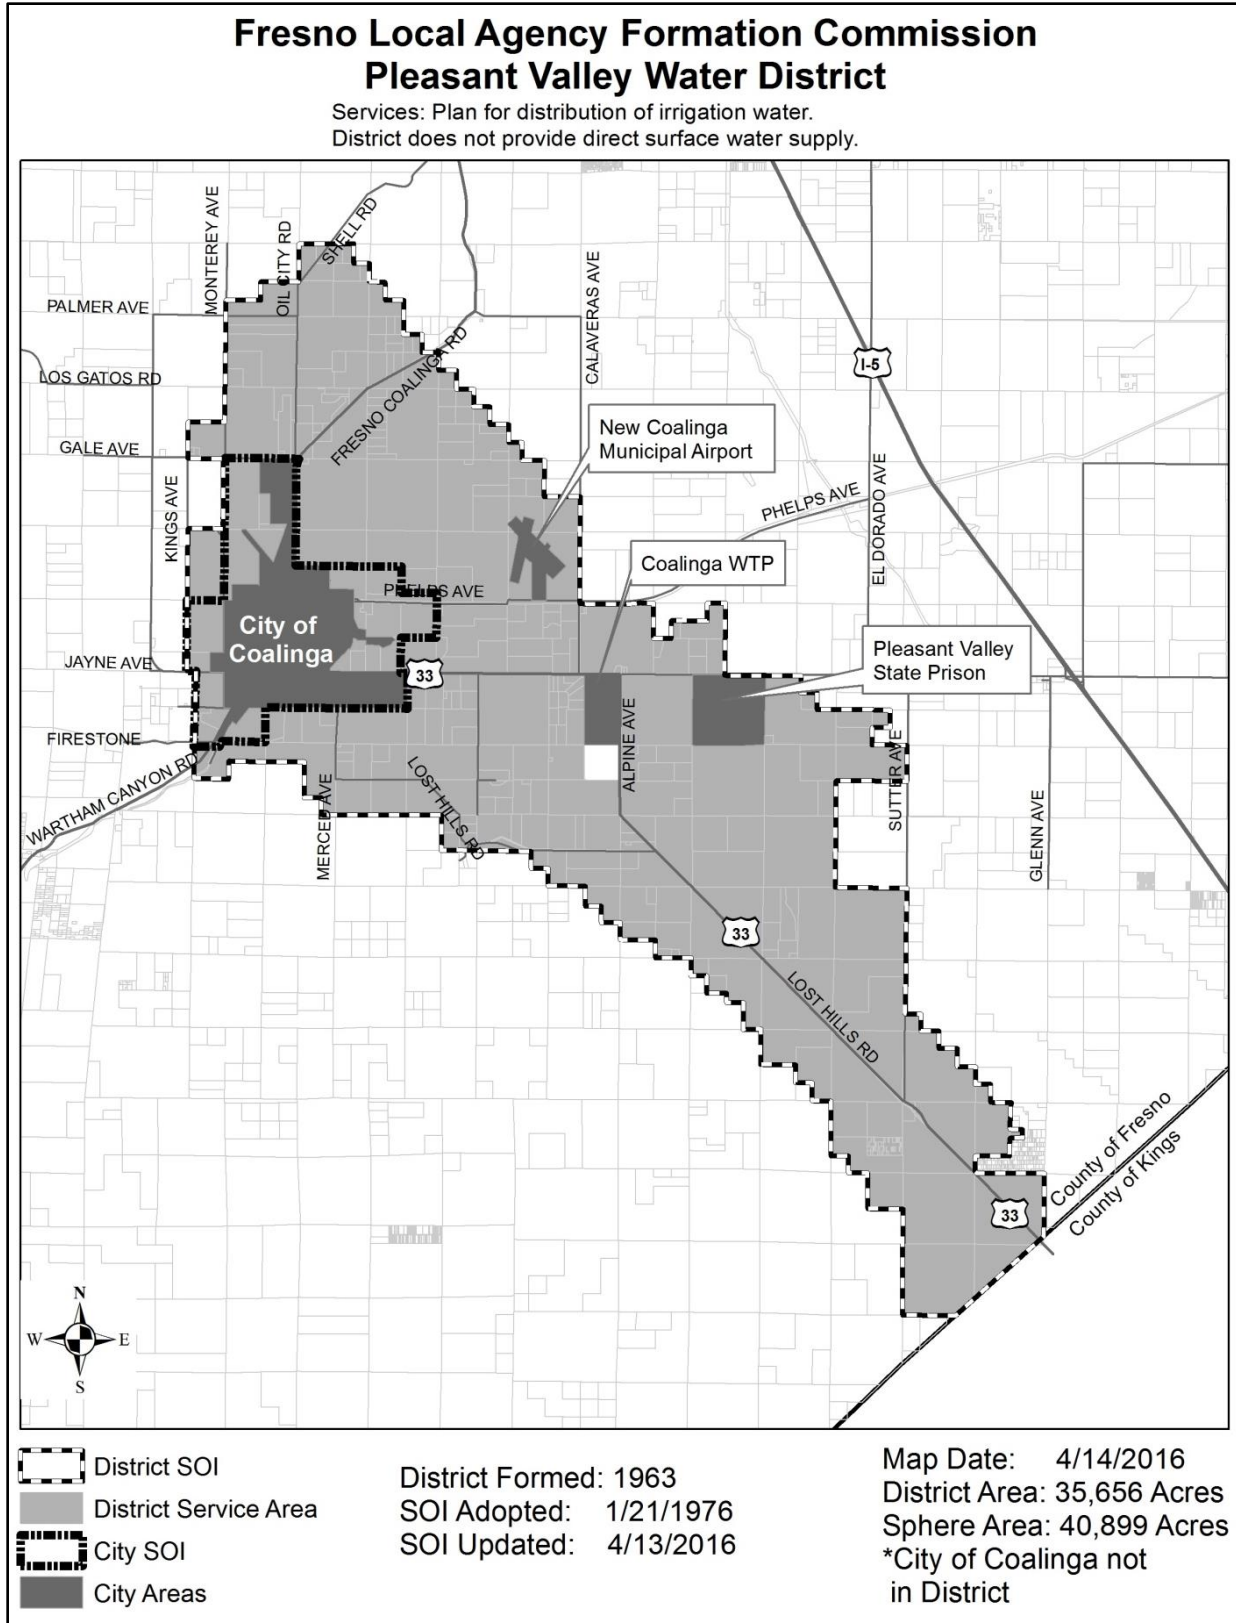 Fresno Local Agency Formation Commission
Pleasant Valley Water District
Services: Plan for distribution of irrigation water.
District does not provide direct surface water supply.
MONTEREY AVE
OIL CITY RD
SHELL RD
CALAVERAS AVE
PALMER AVE
I-5
LOS GATOS RD
FRESNO COALINGA RD
GALE AVE
New Coalinga
Municipal Airport
KINGS AVE
PHELPS AVE
EL DORADO AVE
Coalinga WTP
PHELPS AVE
City of
Coalinga
Pleasant Valley
State Prison
JAYNE AVE
33
FIRESTONE
WARTHAM CANYON RD
MERCED AVE
LOST HILLS RD
ALPINE AVE
SUTTER AVE
GLENN AVE
33
LOST HILLS RD
County of Fresno
County of Kings
33
N
W
E
S
District SOI
District Service Area
City SOI
City Areas
District Formed: 1963
SOI Adopted: 1/21/1976
SOI Updated: 4/13/2016
Map Date: 4/14/2016
District Area: 35,656 Acres
Sphere Area: 40,899 Acres
*City of Coalinga not
in District